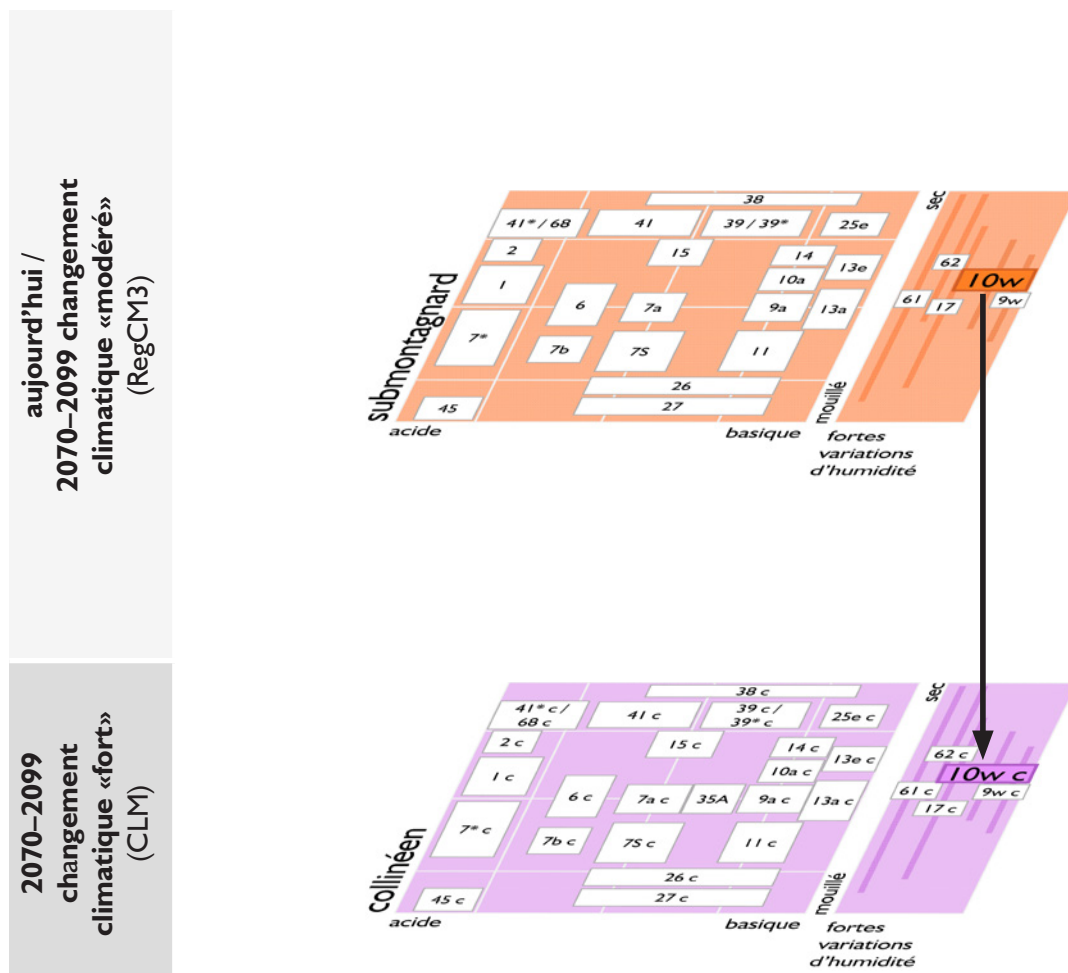 aujourd'hui /
2070–2099 changement
climatique «modéré»
(RegCM3)
submontagnard
38
41* / 68
41
39 / 39*
25e
2
15
14
13e
1
10a
6
7a
9a
13a
7*
7b
7S
11
26
27
45
acide
basique
sec
mouillé
62
10w
61
17
9w
fortes
variations
d'humidité
2070–2099
changement
climatique «fort»
(CLM)
collinéen
38 c
41* c /
68 c
41 c
39 c /
39* c
25e c
2 c
15 c
14 c
13e c
1 c
10a c
6 c
7a c
35A
9a c
13a c
7* c
7b c
7S c
11 c
26 c
27 c
45 c
acide
basique
sec
mouillé
62 c
10w c
61 c
9w c
17 c
fortes
variations
d'humidité